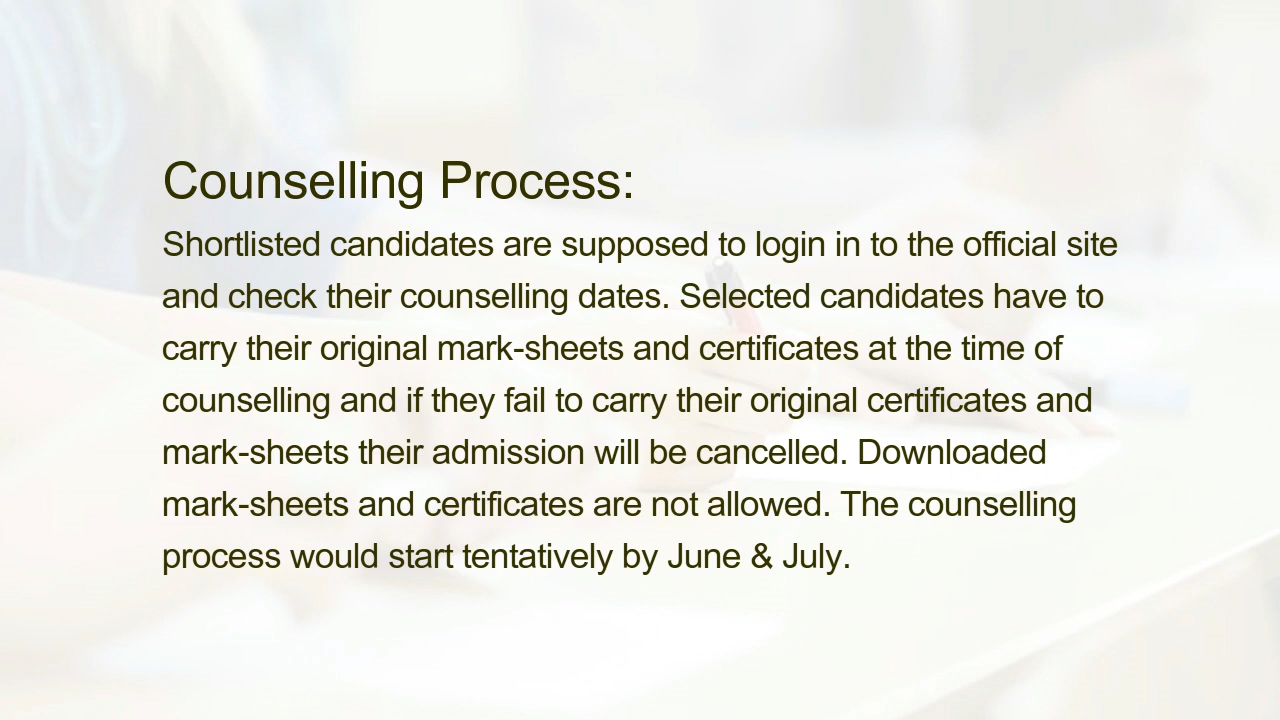 Counselling Process:
Shortlisted candidates are supposed to login in to the official site
and check their counselling dates. Selected candidates have to
carry their original mark-sheets and certificates at the time of
counselling and if they fail to carry their original certificates and
mark-sheets their admission will be cancelled. Downloaded
mark-sheets and certificates are not allowed. The counselling
process would start tentatively by June & July.